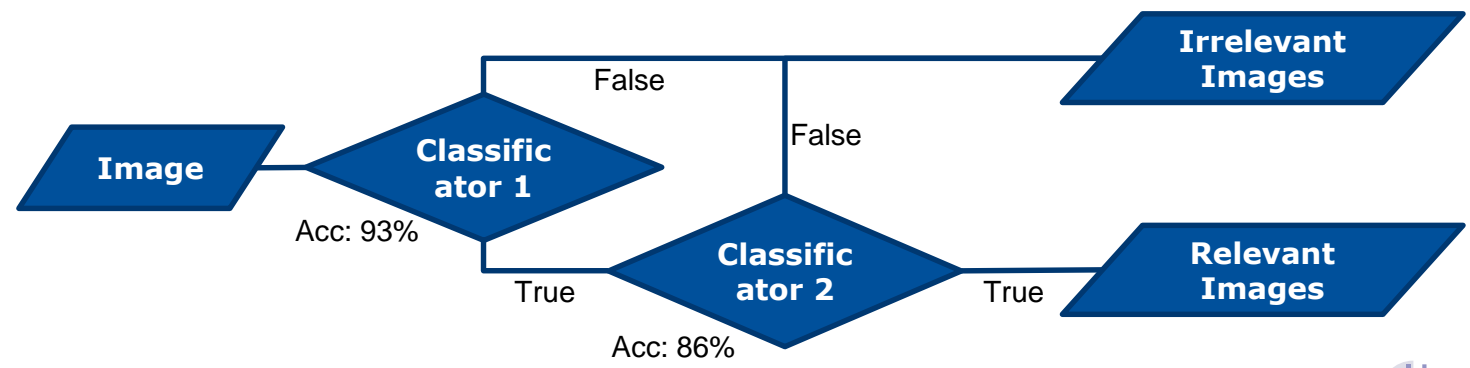 Irrelevant
Images
False
False
Image
Classific
ator 1
Acc: 93%
True
Classific
ator 2
True
Relevant
Images
Acc: 86%